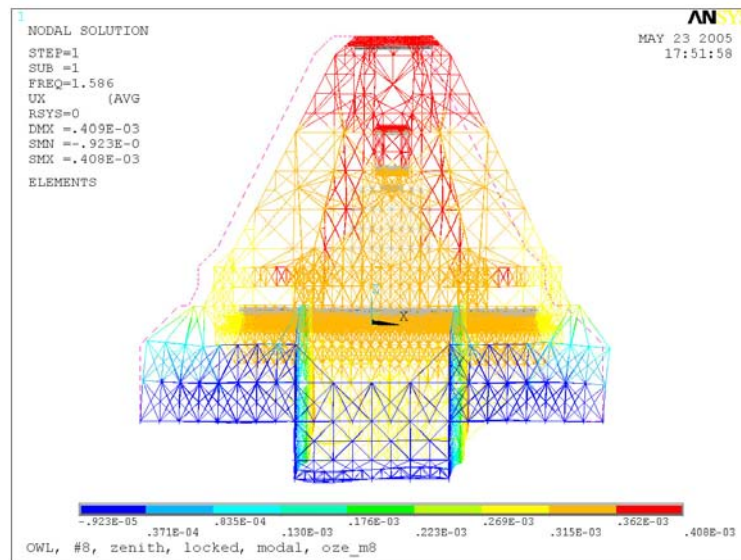 1
ANSYS
NODAL SOLUTION
MAY 23 2005
17:51:58
STEP=1
SUB =1
FREQ=1.586
UX (AVG
RSYS=0
DMX =.409E-03
SMN =-.923E-0
SMX =.408E-03
ELEMENTS
X
-.923E-05 .835E-04 .176E-03 .269E-03 .362E-03
.371E-04 .130E-03 .223E-03 .315E-03 .408E-03
OWL, #8, zenith, locked, modal, oze_m8